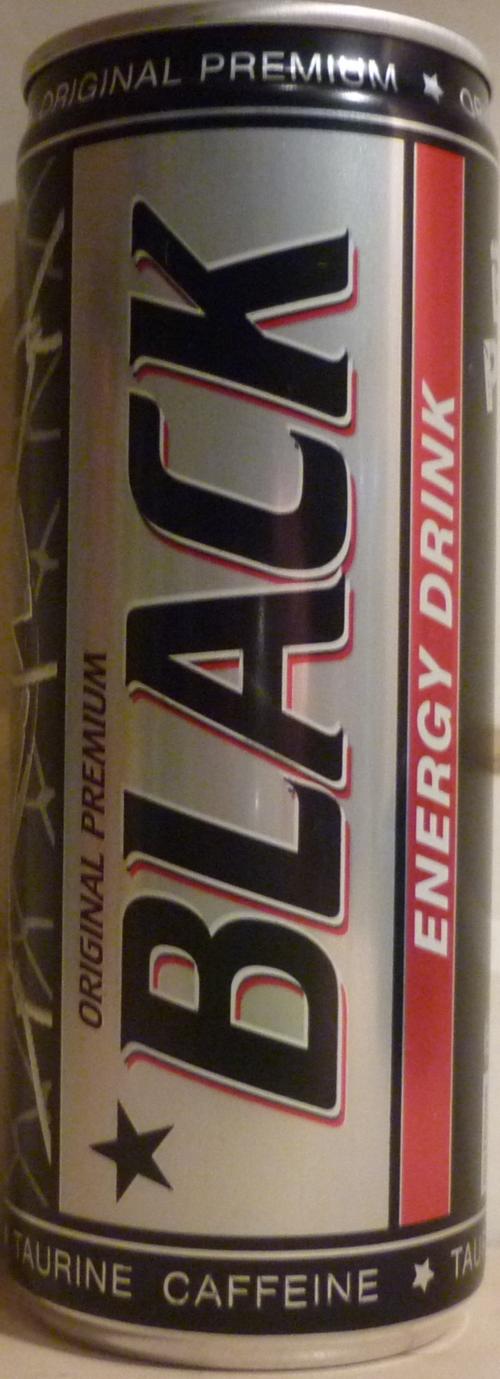 ORIGINAL PREMIUM
ORIGINAL PREMIUM
BLACK
ENERGY DRINK
TAURINE CAFFEINE